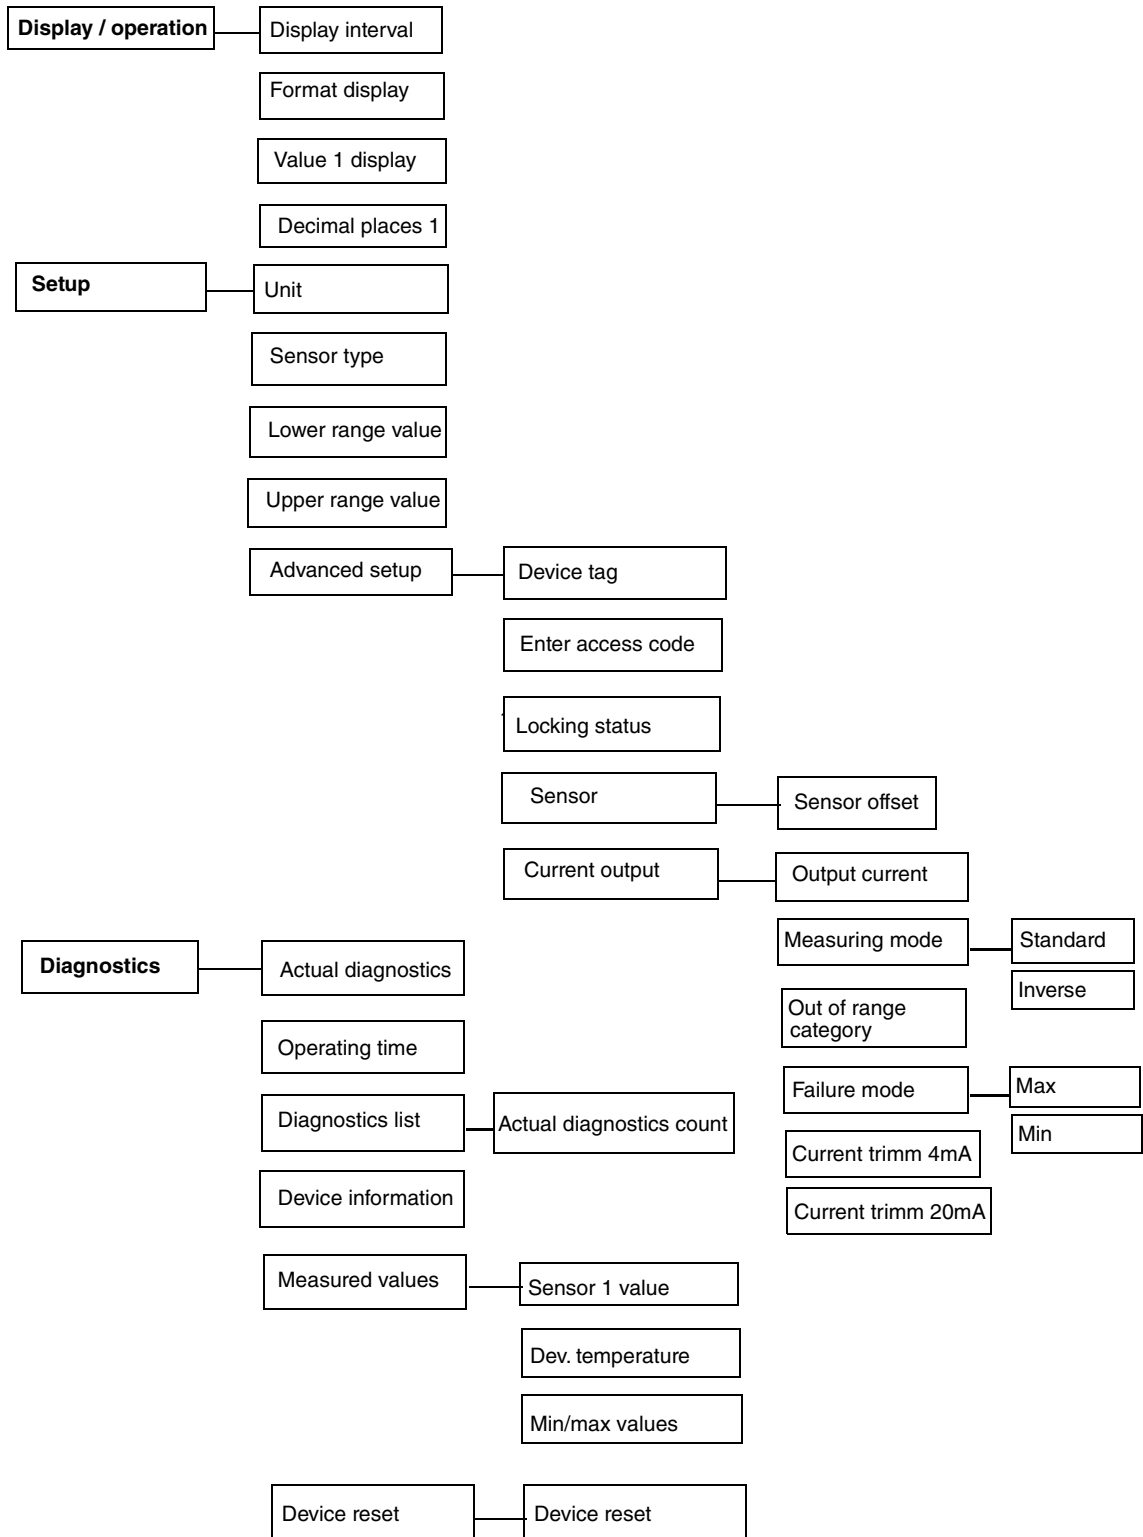 Display / operation
Display interval
Format display
Value 1 display
Decimal places 1
Setup
Unit
Sensor type
Lower range value
Upper range value
Advanced setup
Device tag
Enter access code
Locking status
Sensor
Sensor offset
Current output
Output current
Measuring mode
Standard
Inverse
Out of range
category
Failure mode
Max
Min
Current trimm 4mA
Current trimm 20mA
Diagnostics
Actual diagnostics
Operating time
Diagnostics list
Actual diagnostics count
Device information
Measured values
Sensor 1 value
Dev. temperature
Min/max values
Device reset
Device reset